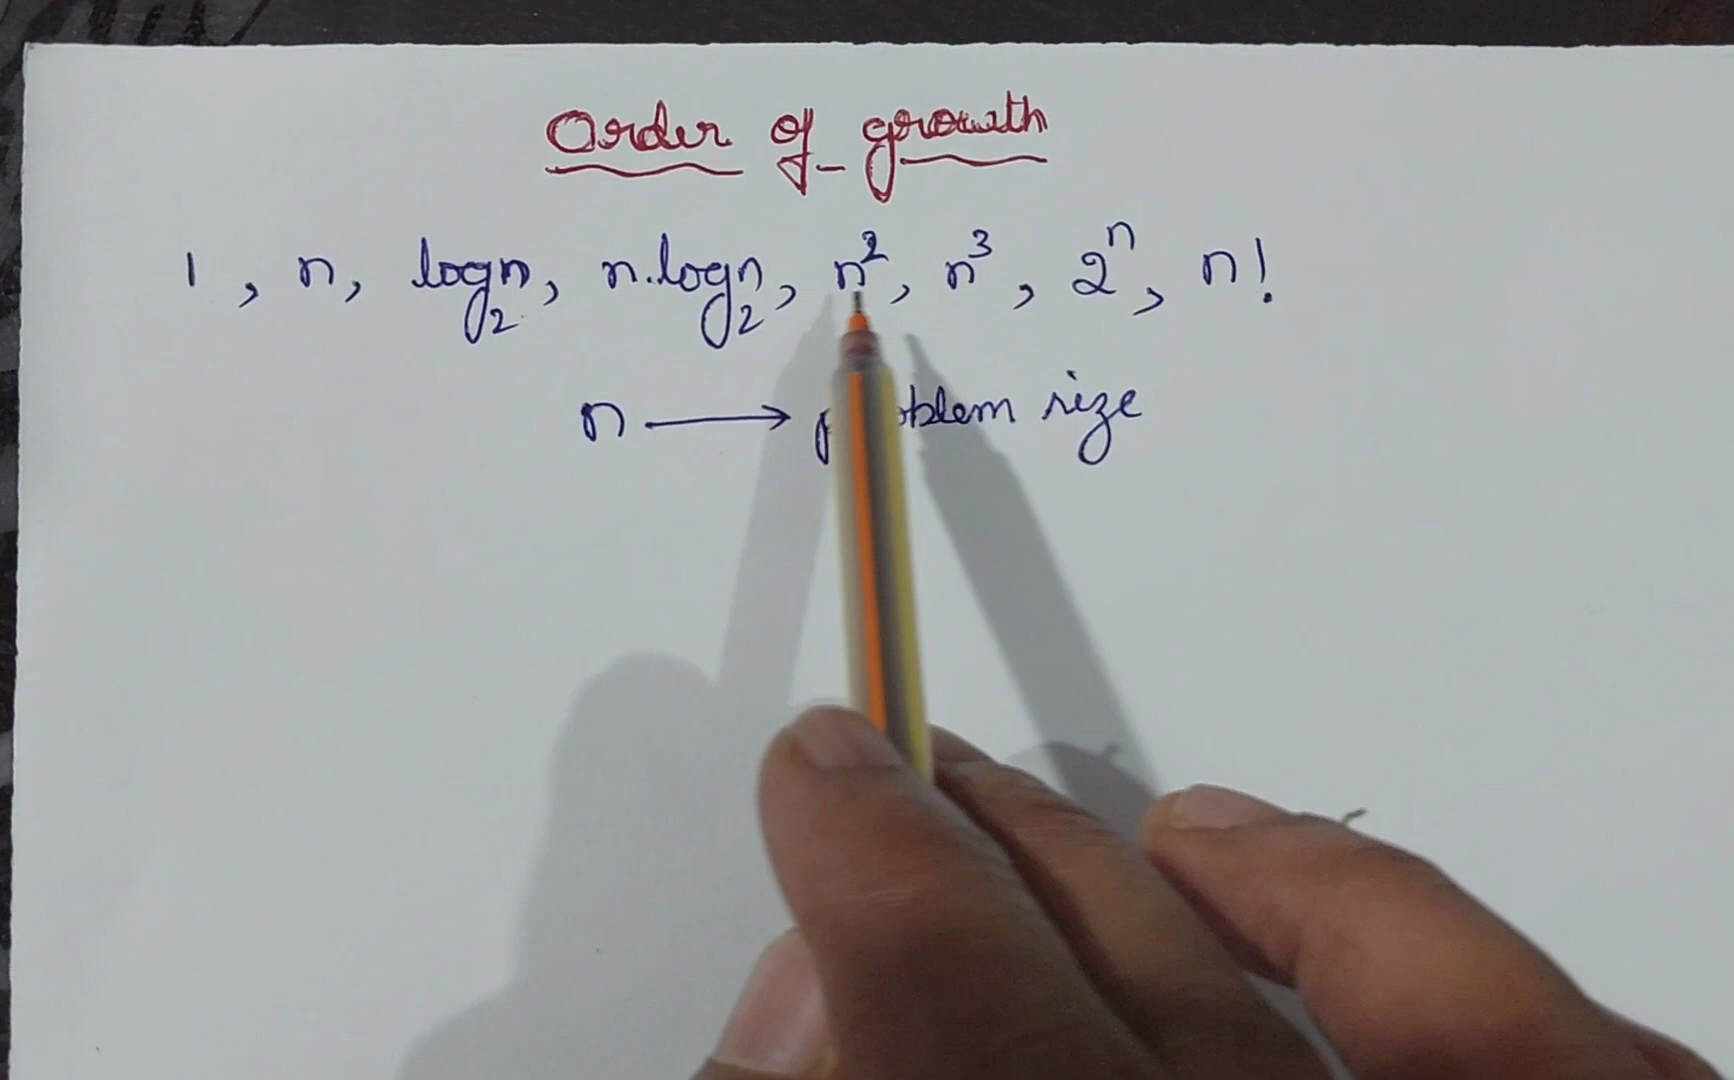 Order of growth
1, n, log₂n, n.log₂n, n², n³, 2ⁿ, n!
n → problem size